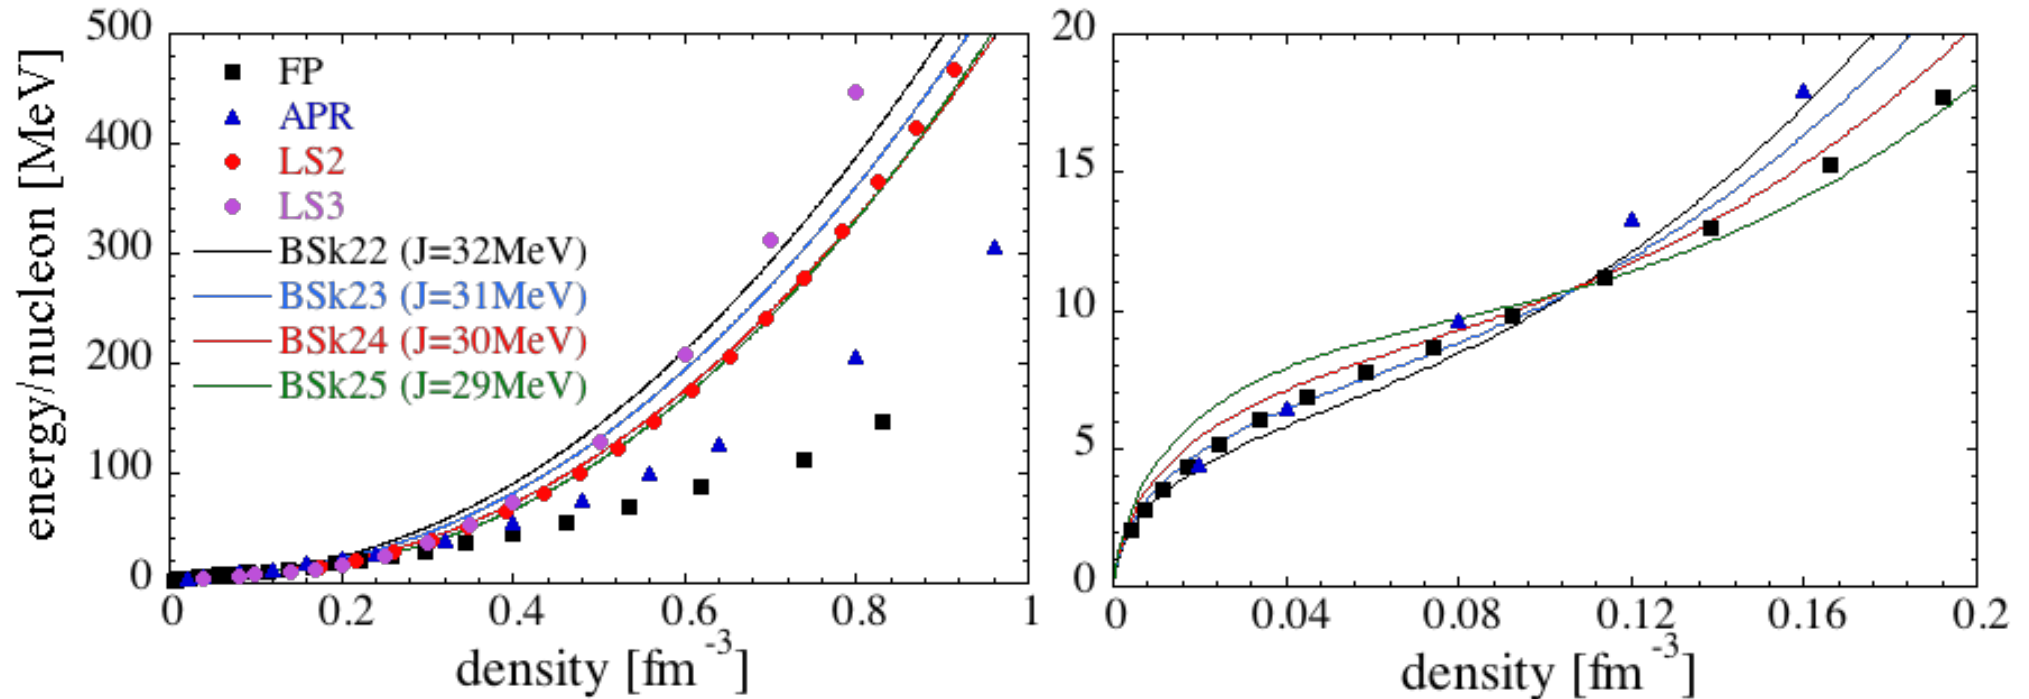 energy/nucleon [MeV]
500
400
300
200
100
0
FP
APR
LS2
LS3
BSk22 (J=32MeV)
BSk23 (J=31MeV)
BSk24 (J=30MeV)
BSk25 (J=29MeV)
0 0.2 0.4 0.6 0.8 1
density [fm⁻³]
20
15
10
5
0
0 0.04 0.08 0.12 0.16 0.2
density [fm⁻³]